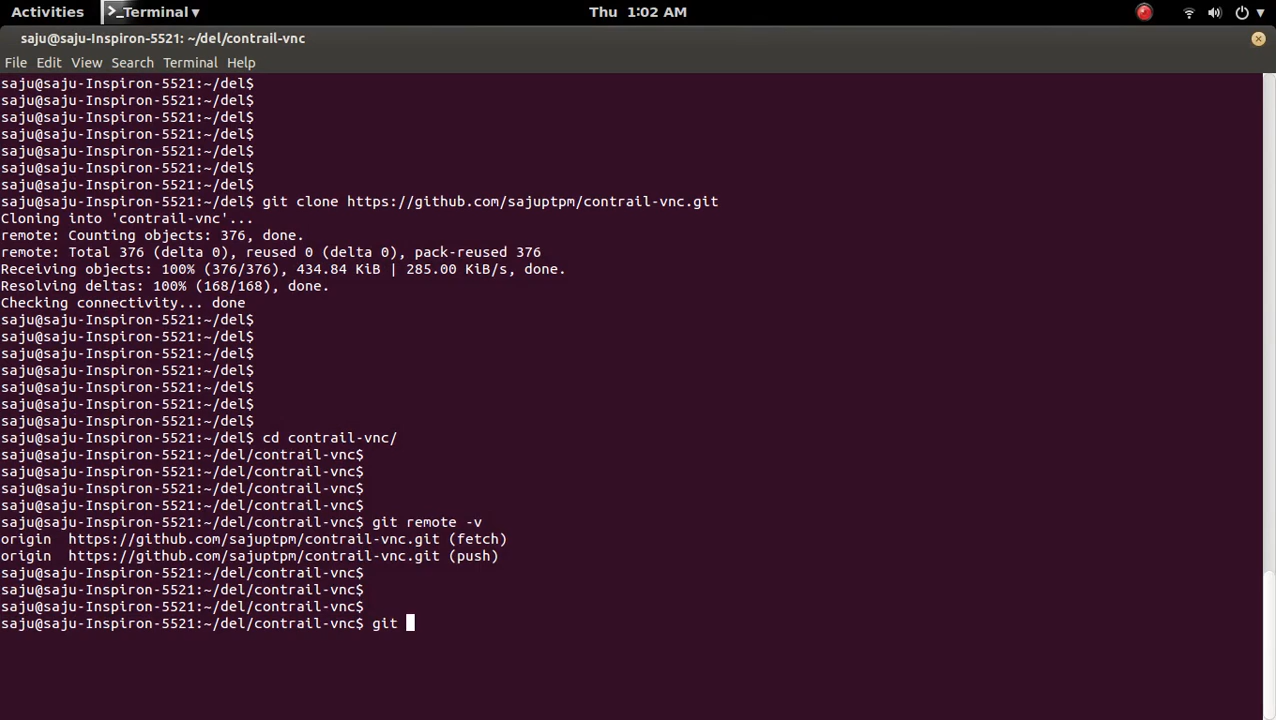 Activities
>_Terminal ▾
Thu 1:02 AM
saju@saju-Inspiron-5521: ~/del/contrail-vnc
File Edit View Search Terminal Help
saju@saju-Inspiron-5521:~/del$
saju@saju-Inspiron-5521:~/del$
saju@saju-Inspiron-5521:~/del$
saju@saju-Inspiron-5521:~/del$
saju@saju-Inspiron-5521:~/del$
saju@saju-Inspiron-5521:~/del$
saju@saju-Inspiron-5521:~/del$
saju@saju-Inspiron-5521:~/del$ git clone https://github.com/sajuptpm/contrail-vnc.git
Cloning into 'contrail-vnc'...
remote: Counting objects: 376, done.
remote: Total 376 (delta 0), reused 0 (delta 0), pack-reused 376
Receiving objects: 100% (376/376), 434.84 KiB | 285.00 KiB/s, done.
Resolving deltas: 100% (168/168), done.
Checking connectivity... done
saju@saju-Inspiron-5521:~/del$
saju@saju-Inspiron-5521:~/del$
saju@saju-Inspiron-5521:~/del$
saju@saju-Inspiron-5521:~/del$
saju@saju-Inspiron-5521:~/del$
saju@saju-Inspiron-5521:~/del$
saju@saju-Inspiron-5521:~/del$
saju@saju-Inspiron-5521:~/del$ cd contrail-vnc/
saju@saju-Inspiron-5521:~/del/contrail-vnc$
saju@saju-Inspiron-5521:~/del/contrail-vnc$
saju@saju-Inspiron-5521:~/del/contrail-vnc$
saju@saju-Inspiron-5521:~/del/contrail-vnc$
saju@saju-Inspiron-5521:~/del/contrail-vnc$ git remote -v
origin  https://github.com/sajuptpm/contrail-vnc.git (fetch)
origin  https://github.com/sajuptpm/contrail-vnc.git (push)
saju@saju-Inspiron-5521:~/del/contrail-vnc$
saju@saju-Inspiron-5521:~/del/contrail-vnc$
saju@saju-Inspiron-5521:~/del/contrail-vnc$
saju@saju-Inspiron-5521:~/del/contrail-vnc$ git